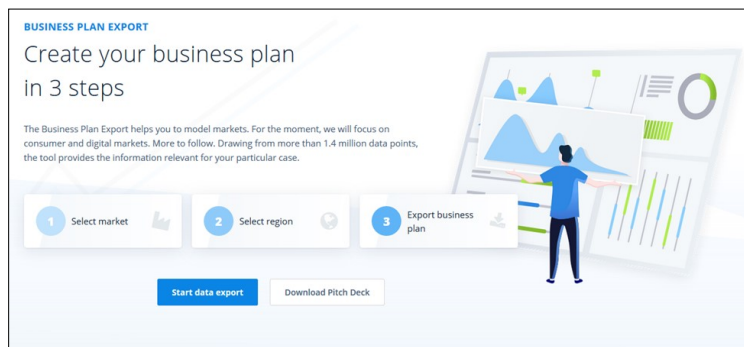 BUSINESS PLAN EXPORT
Create your business plan
in 3 steps
The Business Plan Export helps you to model markets. For the moment, we will focus on
consumer and digital markets. More to follow. Drawing from more than 1.4 million data points,
the tool provides the information relevant for your particular case.
1 Select market
2 Select region
3 Export business
plan
Start data export
Download Pitch Deck